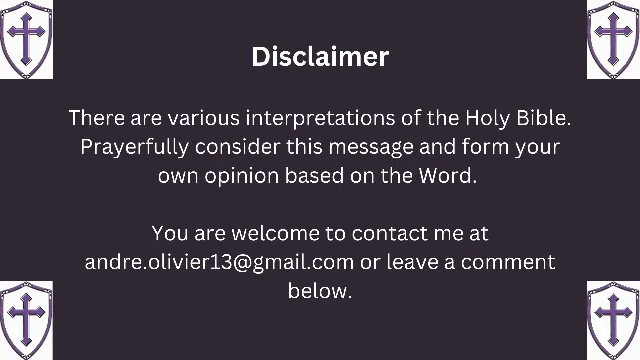 Disclaimer
There are various interpretations of the Holy Bible.
Prayerfully consider this message and form your
own opinion based on the Word.
You are welcome to contact me at
andre.olivier13@gmail.com or leave a comment
below.